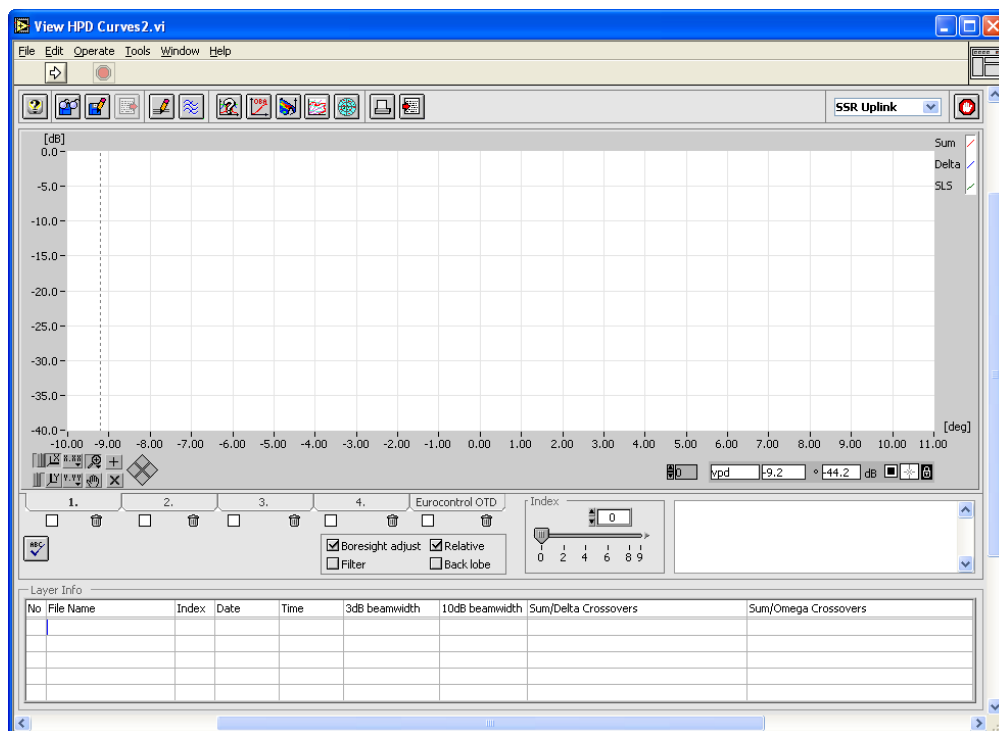 View HPD Curves2.vi
File Edit Operate Tools Window Help
SSR Uplink
[dB]
0.0
-5.0
-10.0
-15.0
-20.0
-25.0
-30.0
-35.0
-40.0
Sum
Delta
SLS
[deg]
-10.00 -9.00 -8.00 -7.00 -6.00 -5.00 -4.00 -3.00 -2.00 -1.00 0.00 1.00 2.00 3.00 4.00 5.00 6.00 7.00 8.00 9.00 10.00 11.00
0 vpd -9.2 ° -44.2 dB
1. 2. 3. 4. Eurocontrol OTD
Index
0
0 2 4 6 8 9
ABC
Boresight adjust Relative
Filter Back lobe
Layer Info
No File Name Index Date Time 3dB beamwidth 10dB beamwidth Sum/Delta Crossovers Sum/Omega Crossovers